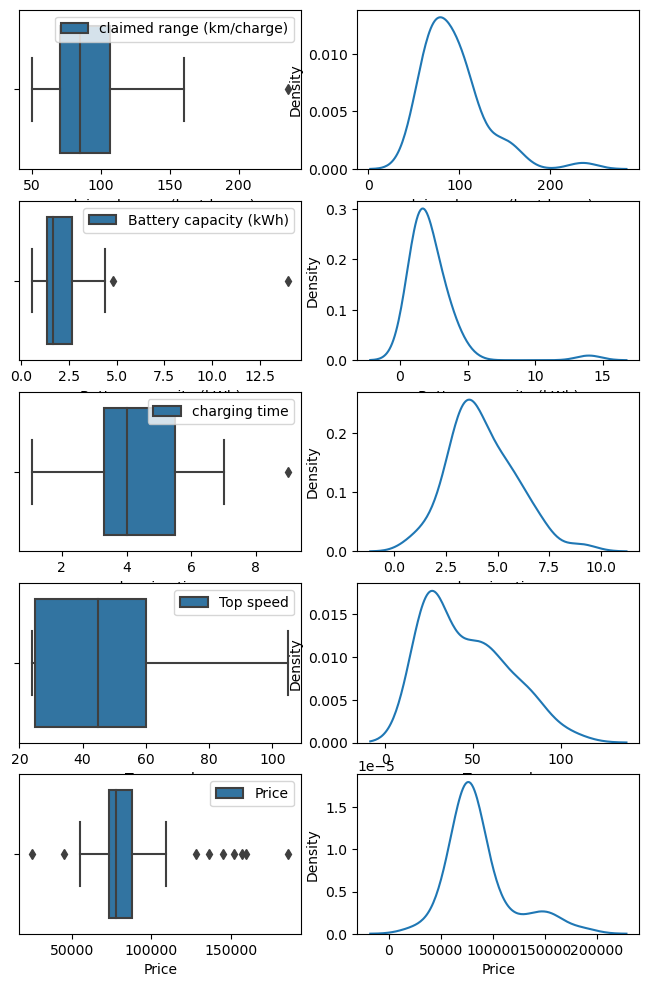 claimed range (km/charge)
50 100 150 200
Density
0.000 0.005 0.010
0 100 200
Battery capacity (kWh)
0.0 2.5 5.0 7.5 10.0 12.5
Density
0.0 0.1 0.2 0.3
0 5 10 15
charging time
2 4 6 8
Density
0.0 0.1 0.2
0.0 2.5 5.0 7.5 10.0
Top speed
20 40 60 80 100
Density
0.000 0.005 0.010 0.015
0 50 100
Price
50000 100000 150000
Price
1e−5
Density
0.0 0.5 1.0 1.5
0 50000 100000 150000 200000
Price